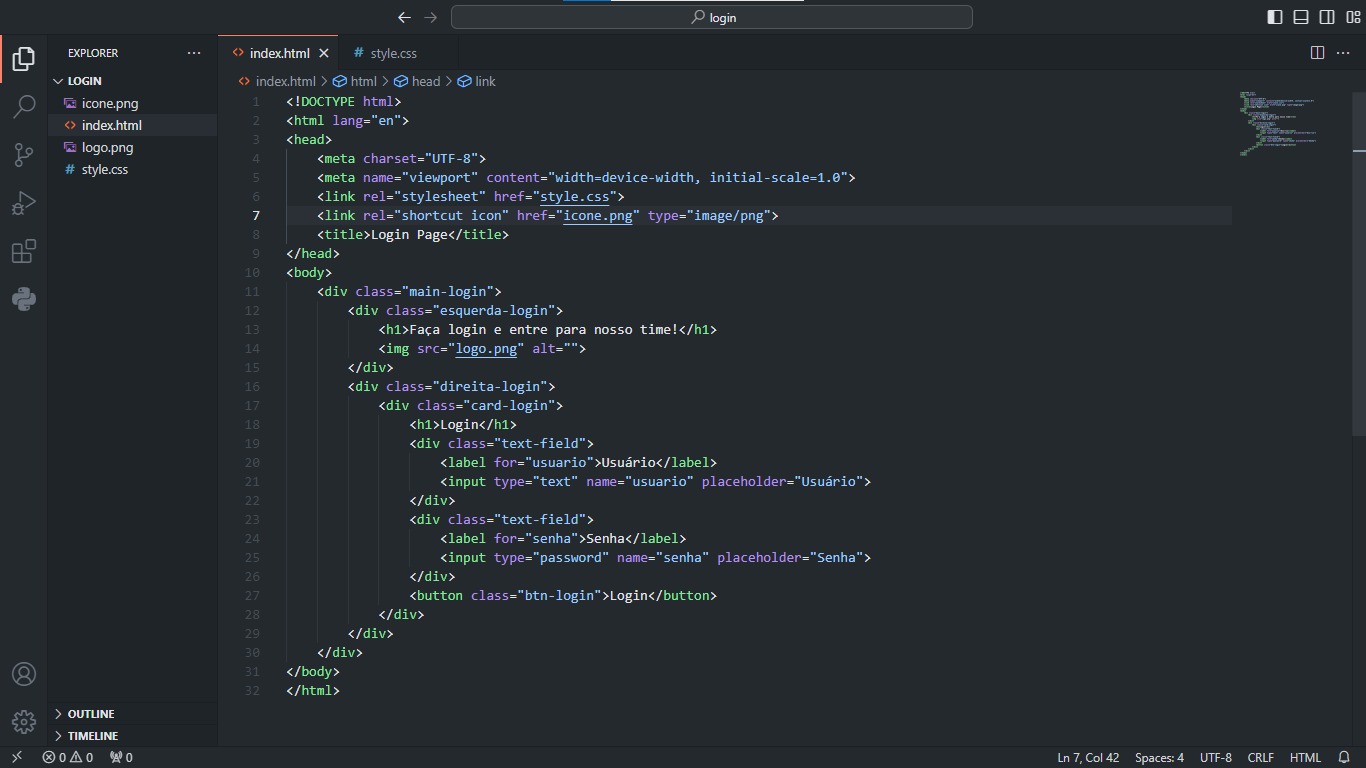 login
EXPLORER ···
LOGIN
icone.png
index.html
logo.png
style.css
OUTLINE
TIMELINE
<> index.html ×
# style.css
<> index.html > html > head > link
1 <!DOCTYPE html>
2 <html lang="en">
3 <head>
4 <meta charset="UTF-8">
5 <meta name="viewport" content="width=device-width, initial-scale=1.0">
6 <link rel="stylesheet" href="style.css">
7 <link rel="shortcut icon" href="icone.png" type="image/png">
8 <title>Login Page</title>
9 </head>
10 <body>
11 <div class="main-login">
12 <div class="esquerda-login">
13 <h1>Faça login e entre para nosso time!</h1>
14 <img src="logo.png" alt="">
15 </div>
16 <div class="direita-login">
17 <div class="card-login">
18 <h1>Login</h1>
19 <div class="text-field">
20 <label for="usuario">Usuário</label>
21 <input type="text" name="usuario" placeholder="Usuário">
22 </div>
23 <div class="text-field">
24 <label for="senha">Senha</label>
25 <input type="password" name="senha" placeholder="Senha">
26 </div>
27 <button class="btn-login">Login</button>
28 </div>
29 </div>
30 </div>
31 </body>
32 </html>
0 0 0 Ln 7, Col 42 Spaces: 4 UTF-8 CRLF HTML